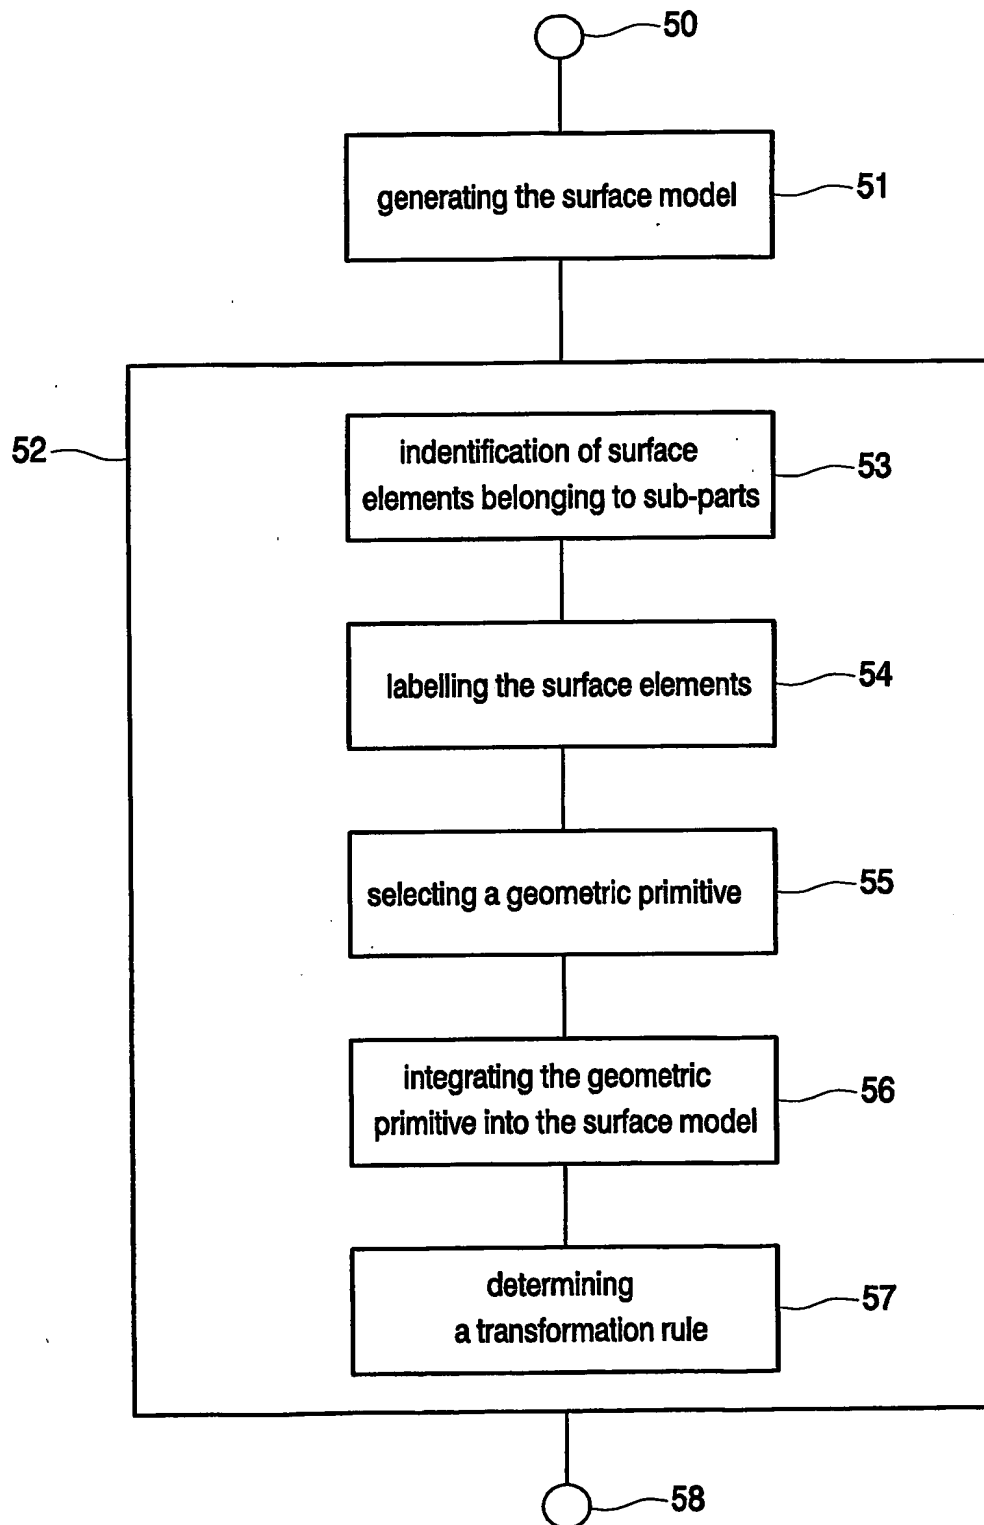 50
generating the surface model
51
52
indentification of surface
elements belonging to sub-parts
53
labelling the surface elements
54
selecting a geometric primitive
55
integrating the geometric
primitive into the surface model
56
determining
a transformation rule
57
58